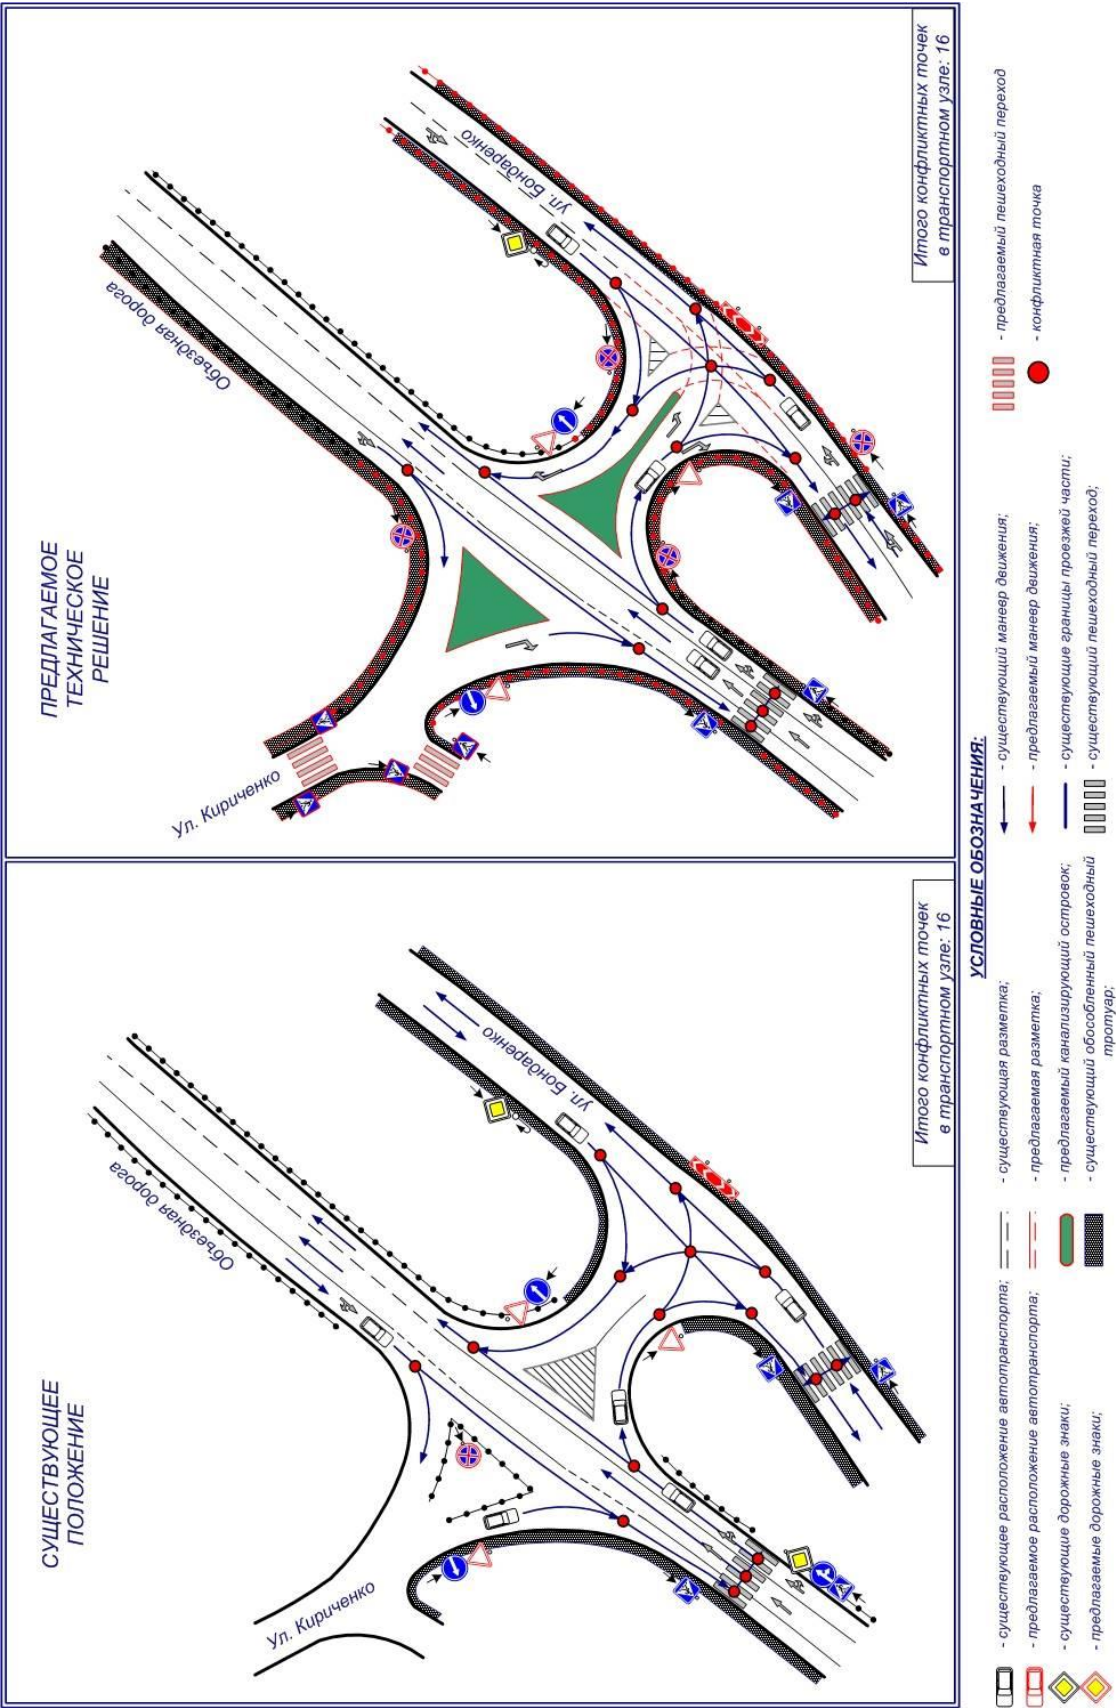 СУЩЕСТВУЮЩЕЕ
ПОЛОЖЕНИЕ
Объездная дорога
Ул. Кириченко
ул. Бондаренко
Итого конфликтных точек
в транспортном узле: 16
ПРЕДЛАГАЕМОЕ
ТЕХНИЧЕСКОЕ
РЕШЕНИЕ
Объездная дорога
Ул. Кириченко
ул. Бондаренко
Итого конфликтных точек
в транспортном узле: 16
УСЛОВНЫЕ ОБОЗНАЧЕНИЯ:
- существующее расположение автотранспорта;
- предлагаемое расположение автотранспорта;
- существующие дорожные знаки;
- предлагаемые дорожные знаки;
- существующая разметка;
- предлагаемая разметка;
- предлагаемый канализирующий островок;
- существующий обособленный пешеходный
тротуар;
- существующий маневр движения;
- предлагаемый маневр движения;
- существующие границы проезжей части;
- существующий пешеходный переход;
- предлагаемый пешеходный переход
- конфликтная точка